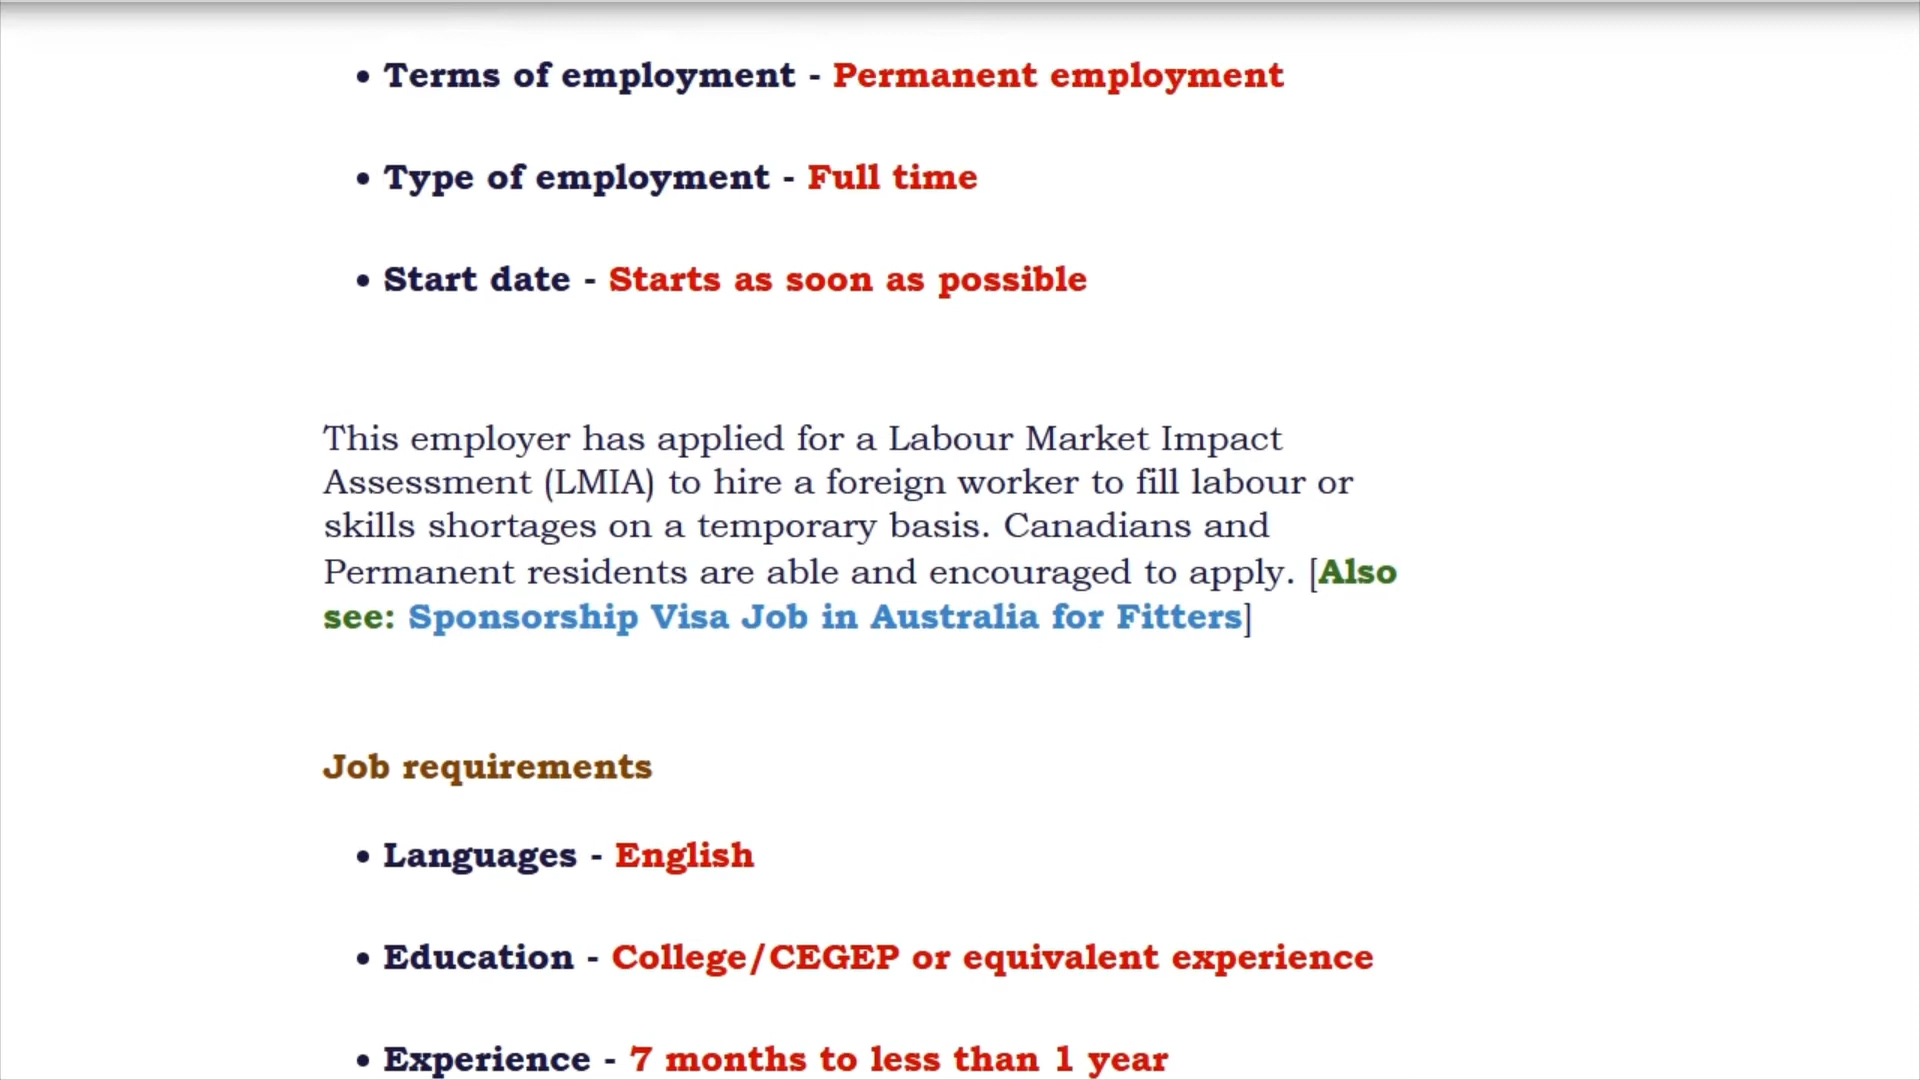 • Terms of employment - Permanent employment
• Type of employment - Full time
• Start date - Starts as soon as possible
This employer has applied for a Labour Market Impact
Assessment (LMIA) to hire a foreign worker to fill labour or
skills shortages on a temporary basis. Canadians and
Permanent residents are able and encouraged to apply. [Also
see: Sponsorship Visa Job in Australia for Fitters]
Job requirements
• Languages - English
• Education - College/CEGEP or equivalent experience
• Experience - 7 months to less than 1 year